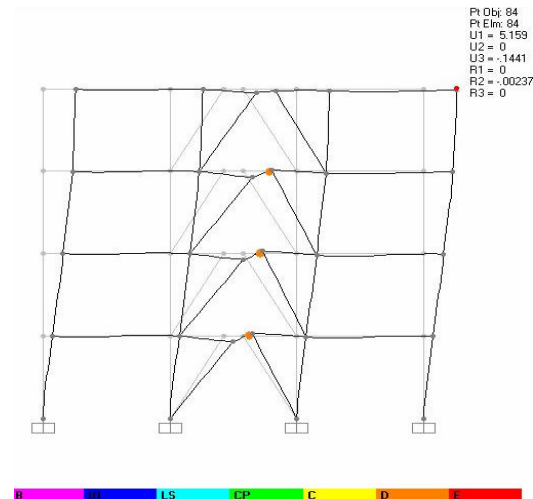 Pt Obj: 84
Pt Elm: 84
U1 = 5.159
U2 = 0
U3 = -.1441
R1 = 0
R2 = -.00237
R3 = 0
B IO LS CP C D E